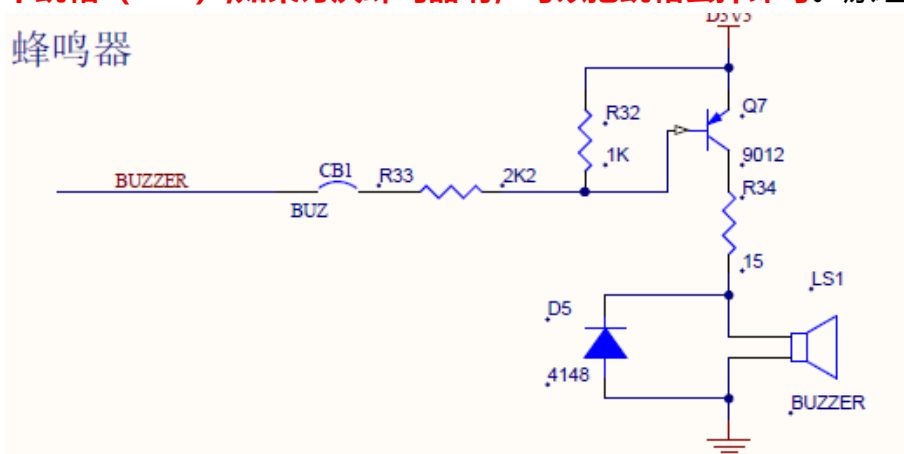 蜂鸣器
D3V3
R32
1K
Q7
9012
BUZZER
CB1
BUZ
R33
2K2
R34
15
LS1
D5
4148
BUZZER